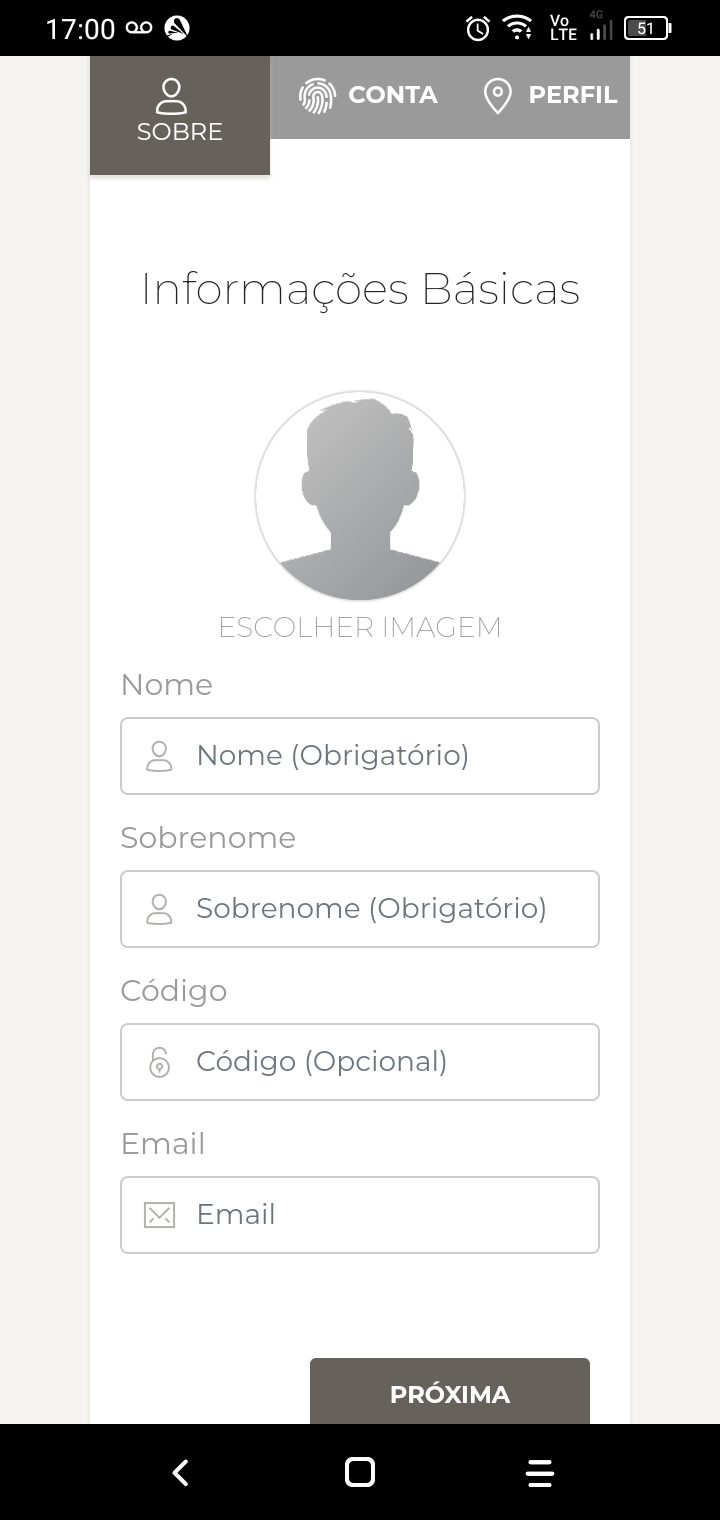 17:00
Vo LTE
4G
51
SOBRE
CONTA
PERFIL
Informações Básicas
ESCOLHER IMAGEM
Nome
Nome (Obrigatório)
Sobrenome
Sobrenome (Obrigatório)
Código
Código (Opcional)
Email
Email
PRÓXIMA